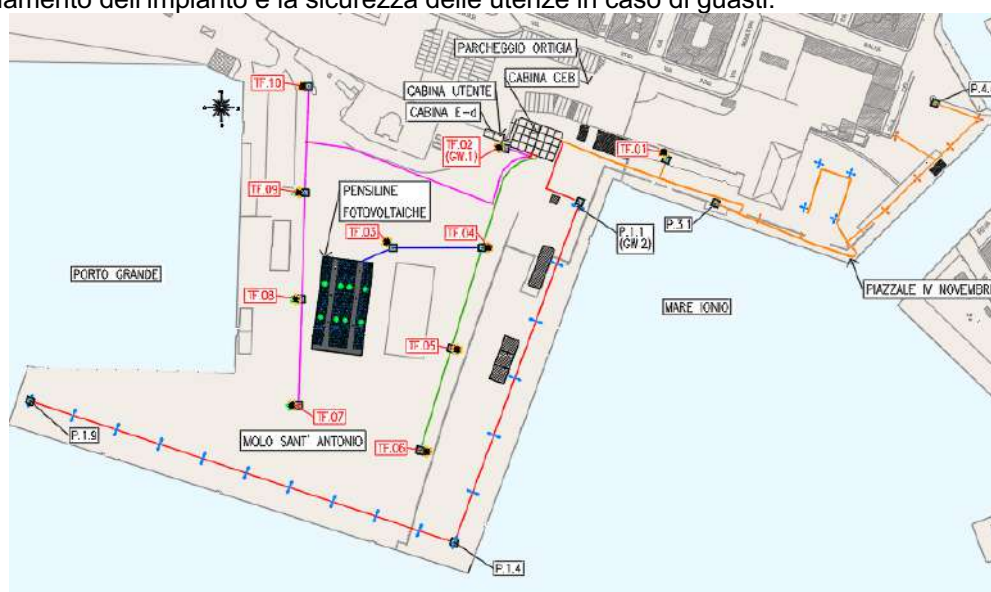 amento dell'impianto e la sicurezza delle utenze in caso di guasti.
PARCHEGGIO ORTIGIA
CABINA CEB
CABINA UTENTE
CABINA E-d
TF.10
TF.02
(GW.1)
TF.01
P.4.
TF.09
PENSILINE
FOTOVOLTAICHE
TF.03
TF.04
P.1.1
(GW2)
P.3.1
PORTO GRANDE
TF.08
MARE IONIO
PIAZZALE IV NOVEMBRE
TF.05
TF.07
P.1.9
MOLO SANT' ANTONIO
TF.06
P.1.4